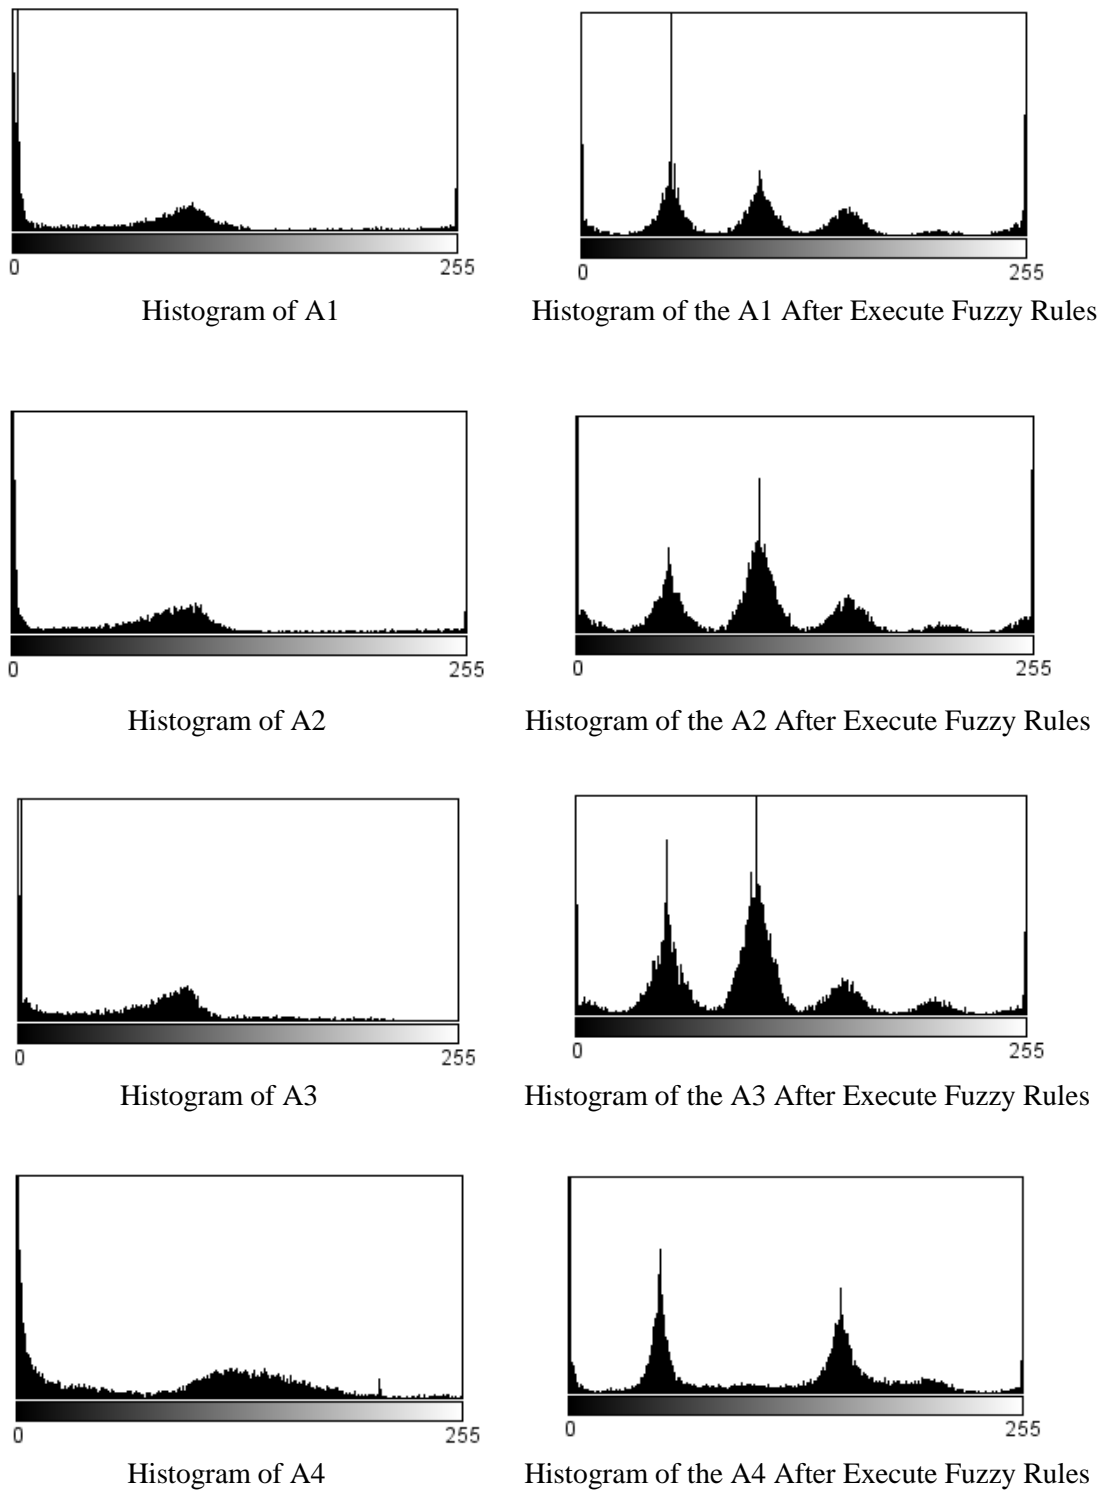 0 255 0 255
Histogram of A1 Histogram of the A1 After Execute Fuzzy Rules
0 255 0 255
Histogram of A2 Histogram of the A2 After Execute Fuzzy Rules
0 255 0 255
Histogram of A3 Histogram of the A3 After Execute Fuzzy Rules
0 255 0 255
Histogram of A4 Histogram of the A4 After Execute Fuzzy Rules